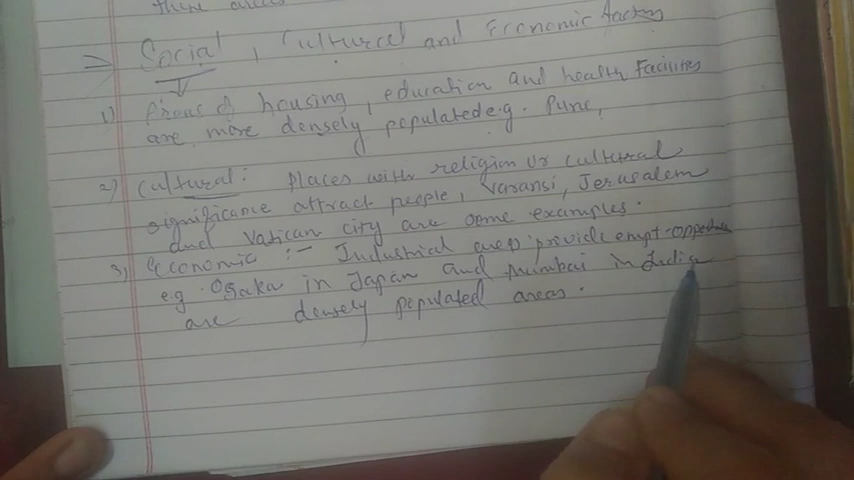 these areas
⇒ Social, Cultural and Economic factors
1) Areas of housing, education and health Facilities
are more densely populated e.g. Pune,
2) Cultural: Places with religion or cultural
significance attract people, Varansi, Jerusalem
and Vatican city are some examples.
3) Economic :- Industrial areas provide empt-
e.g. Osaka in Japan and Mumbai in India
are densely populated areas.